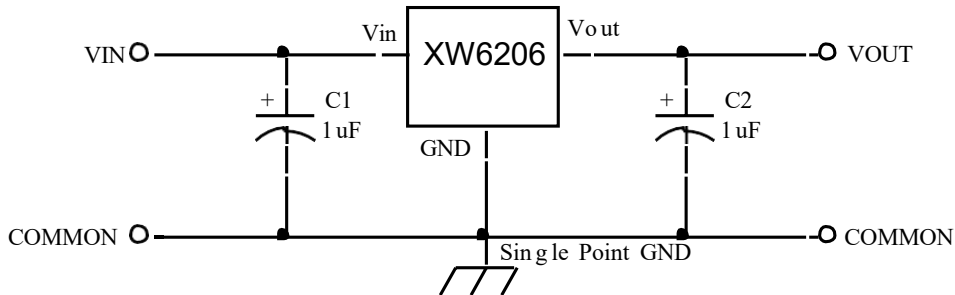 Vin
XW6206
Vout
VIN
VOUT
+ C1
1uF
+ C2
1uF
GND
COMMON
COMMON
Single Point GND